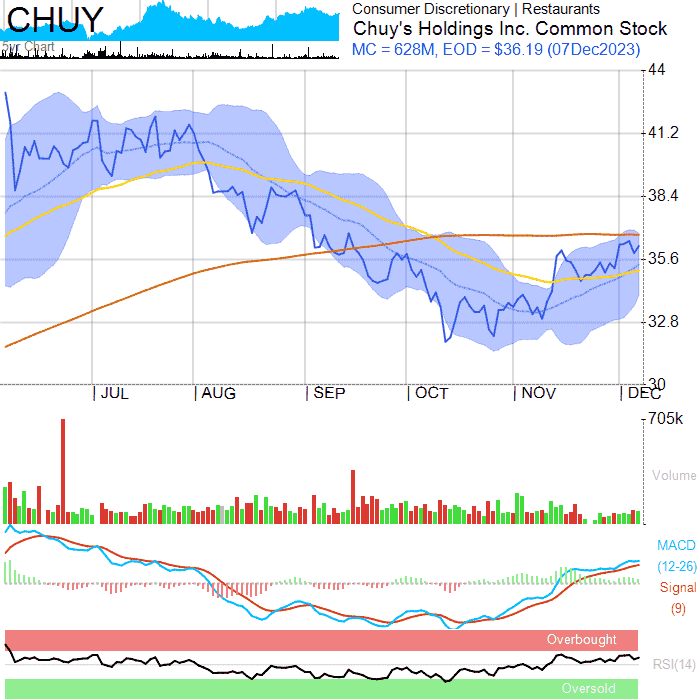 CHUY
5yr Chart
Consumer Discretionary | Restaurants
Chuy's Holdings Inc. Common Stock
MC = 628M, EOD = $36.19 (07Dec2023)
44
41.2
38.4
35.6
32.8
30
| JUL | AUG | SEP | OCT | NOV | DEC
705k
Volume
MACD
(12-26)
Signal
(9)
Overbought
RSI(14)
Oversold